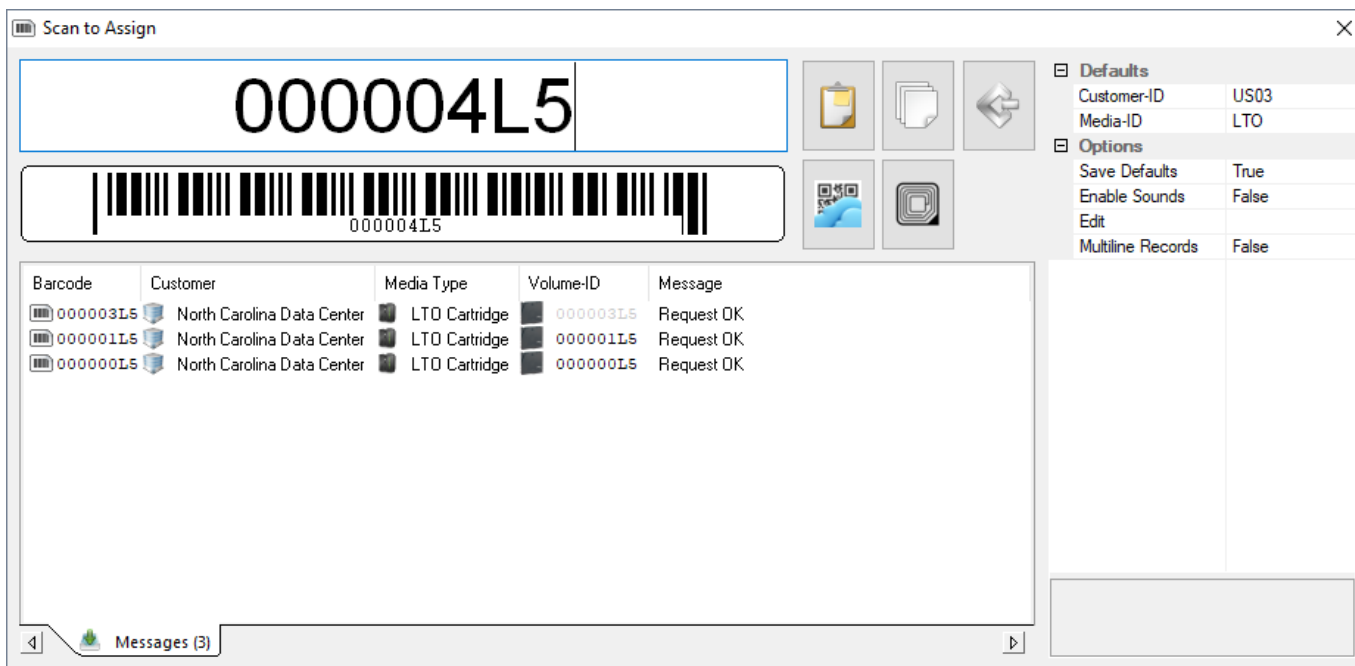 Scan to Assign
000004L5
000004L5
Barcode Customer Media Type Volume-ID Message
000003L5 North Carolina Data Center LTO Cartridge 000003L5 Request OK
000001L5 North Carolina Data Center LTO Cartridge 000001L5 Request OK
000000L5 North Carolina Data Center LTO Cartridge 000000L5 Request OK
Messages (3)
Defaults
Customer-ID US03
Media-ID LTO
Options
Save Defaults True
Enable Sounds False
Edit
Multiline Records False